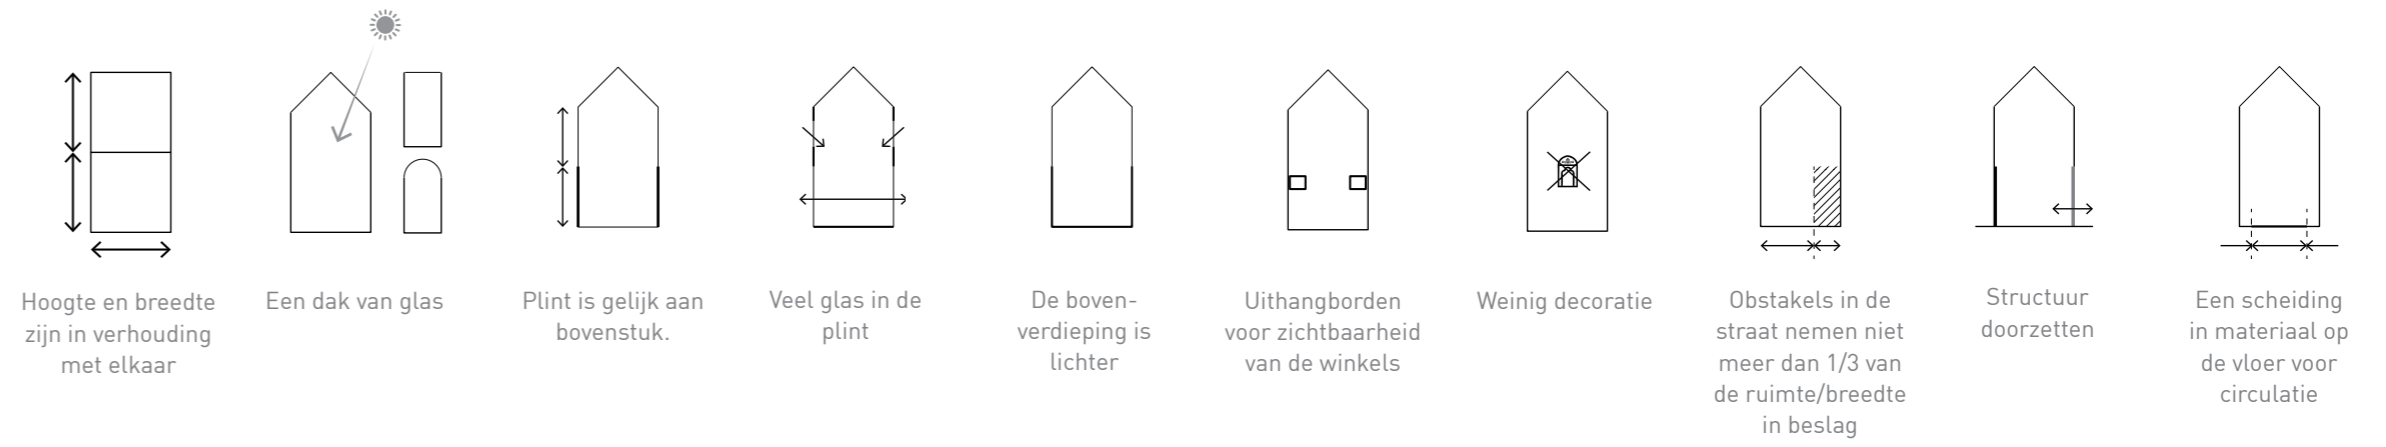 Hoogte en breedte
zijn in verhouding
met elkaar
Een dak van glas
Plint is gelijk aan
bovenstuk.
Veel glas in de
plint
De boven-
verdieping is
lichter
Uithangborden
voor zichtbaarheid
van de winkels
Weinig decoratie
Obstakels in de
straat nemen niet
meer dan 1/3 van
de ruimte/breedte
in beslag
Structuur
doorzetten
Een scheiding
in materiaal op
de vloer voor
circulatie